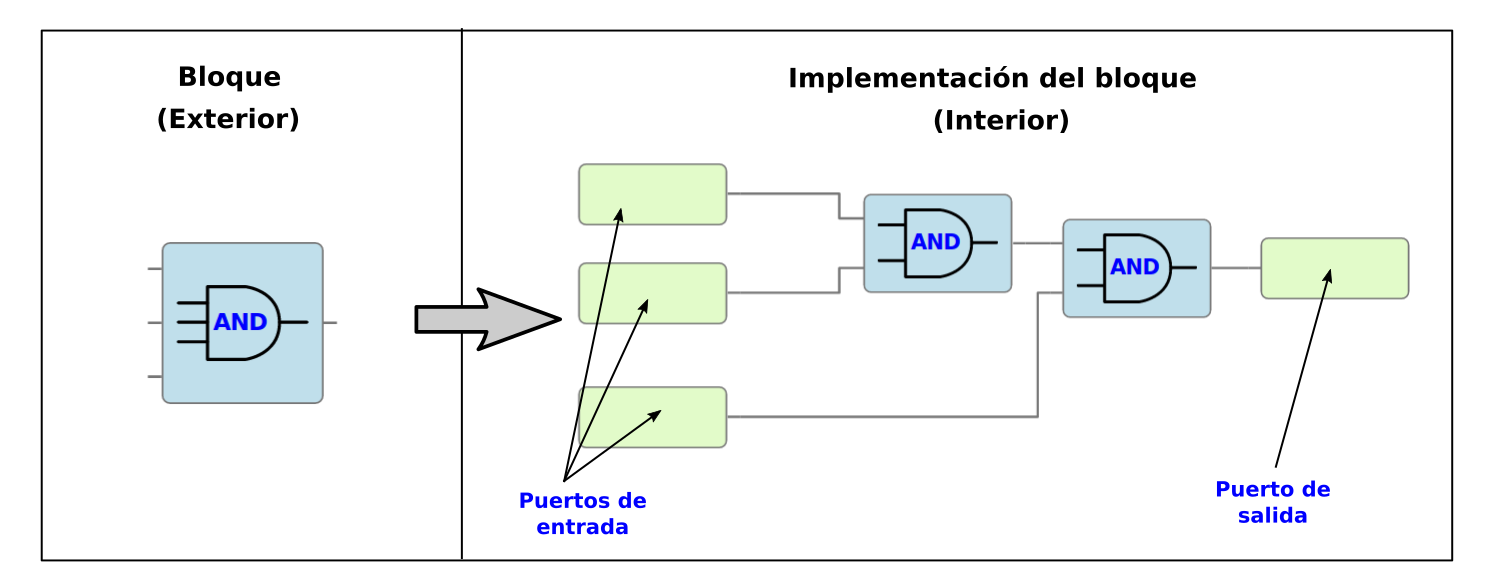 Bloque
(Exterior)
Implementación del bloque
(Interior)
AND
AND
AND
Puertos de
entrada
Puerto de
salida